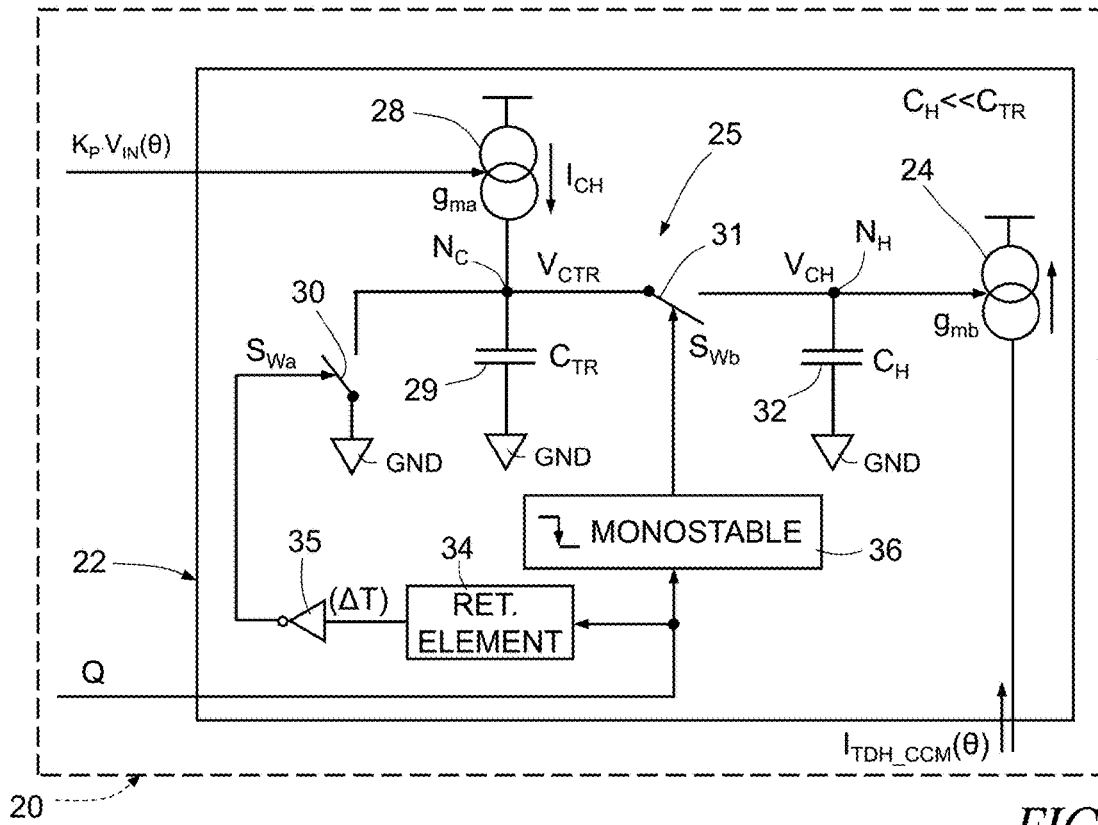 C_H<<C_TR
28
K_P·V_IN(θ)
I_CH
25
24
g_ma
31
N_C
V_CTR
V_CH
N_H
30
g_mb
S_Wa
S_Wb
C_TR
C_H
29
32
GND
GND
GND
MONOSTABLE
36
22
35
34
(ΔT)
RET.
ELEMENT
Q
I_TDH_CCM(θ)
20
FIG